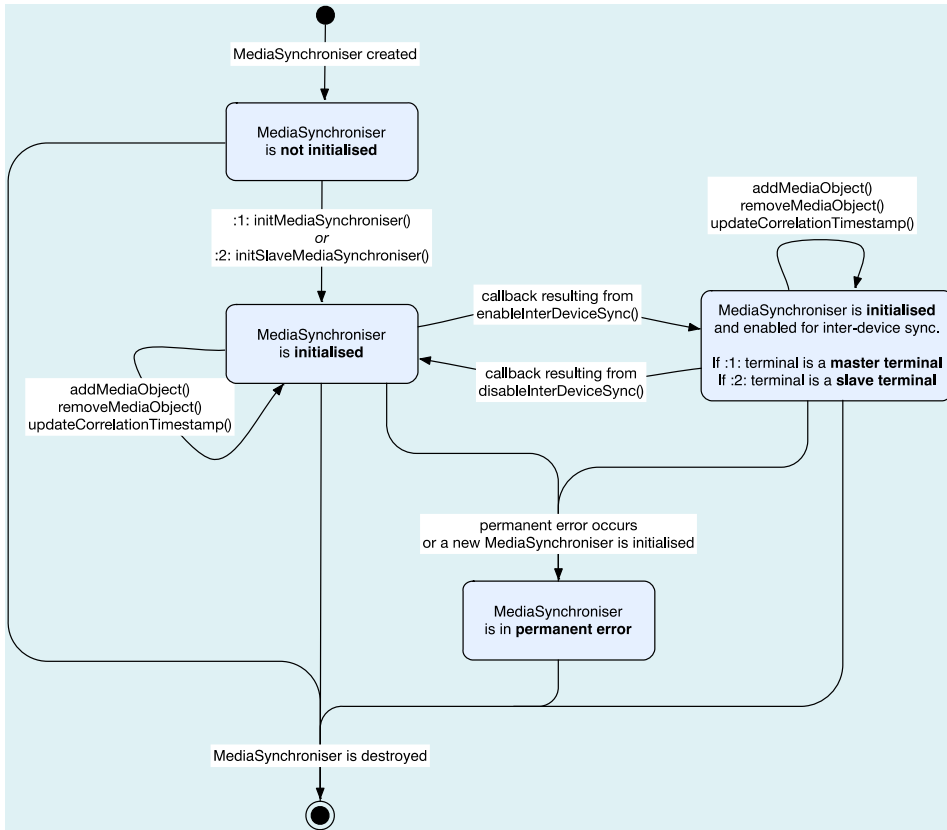 MediaSynchroniser created
MediaSynchroniser
is not initialised
:1: initMediaSynchroniser()
or
:2: initSlaveMediaSynchroniser()
addMediaObject()
removeMediaObject()
updateCorrelationTimestamp()
callback resulting from
enableInterDeviceSync()
MediaSynchroniser
is initialised
MediaSynchroniser is initialised
and enabled for inter-device sync.
If :1: terminal is a master terminal
If :2: terminal is a slave terminal
callback resulting from
disableInterDeviceSync()
addMediaObject()
removeMediaObject()
updateCorrelationTimestamp()
permanent error occurs
or a new MediaSynchroniser is initialised
MediaSynchroniser
is in permanent error
MediaSynchroniser is destroyed